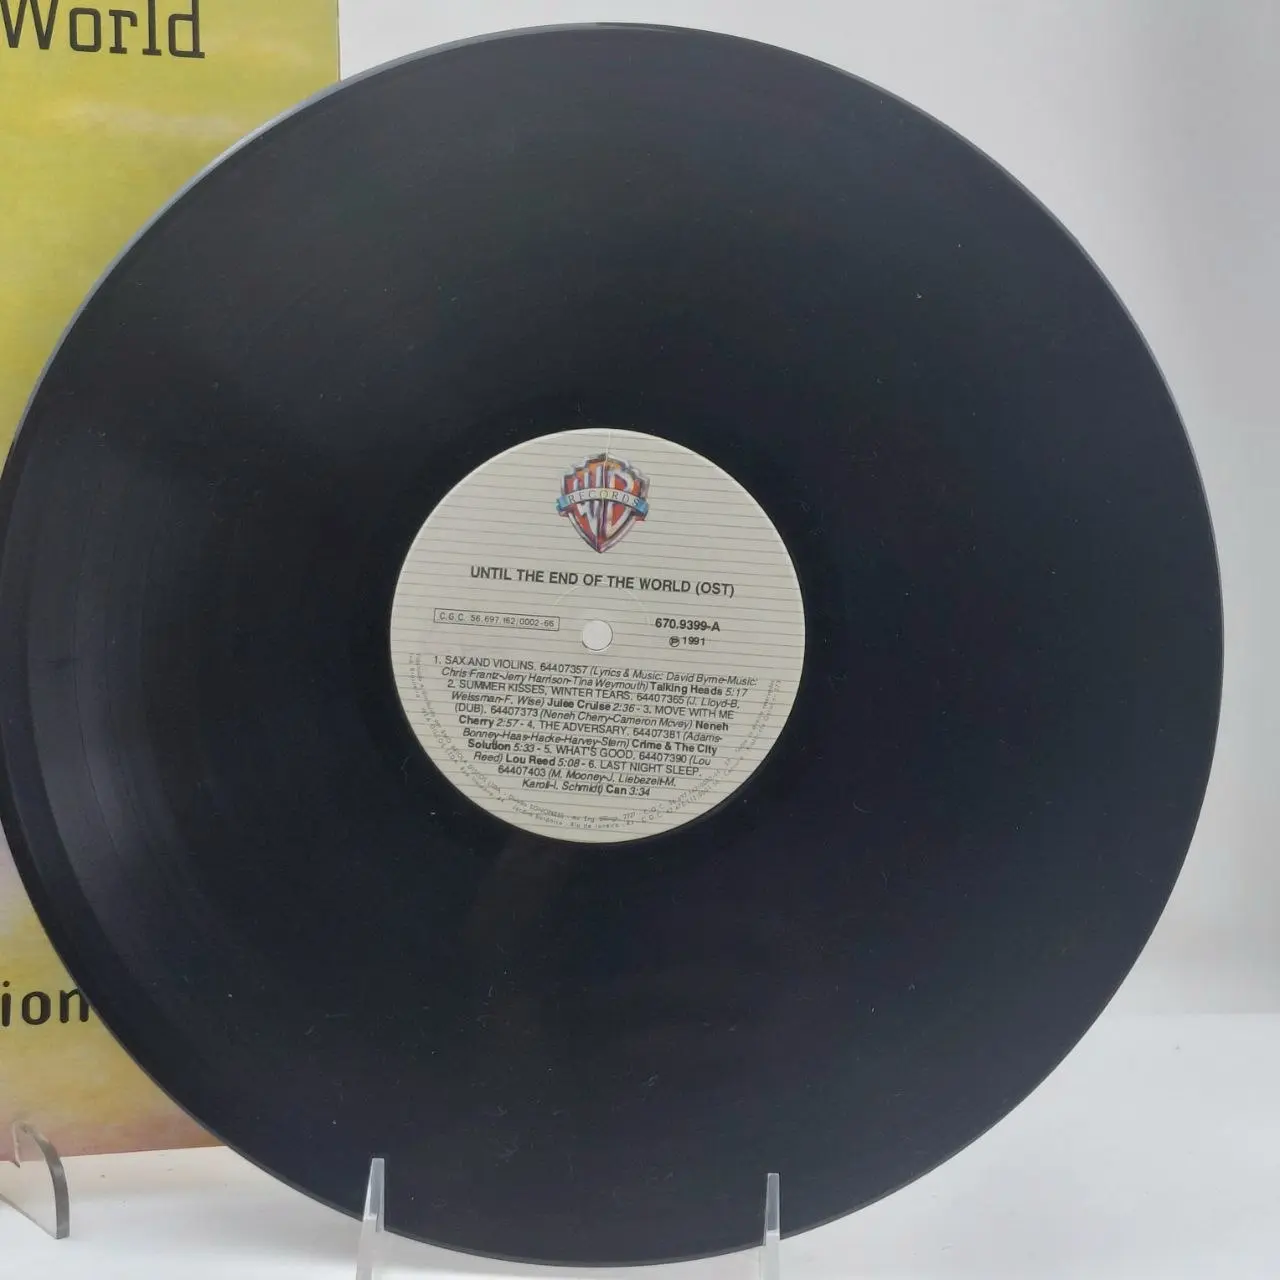 World
RECORDS
UNTIL THE END OF THE WORLD (OST)
C.G.C. 56.697.162/0002-66
670.9399-A
℗ 1991
1. SAX AND VIOLINS. 64407357 (Lyrics & Music: David Byrne-Music:
Chris Frantz-Jerry Harrison-Tina Weymouth) Talking Heads 5:17
2. SUMMER KISSES, WINTER TEARS. 64407365 (J. Lloyd-B.
Weissman-F. Wise) Julee Cruise 2:36 - 3. MOVE WITH ME
(DUB). 64407373 (Neneh Cherry-Cameron Mcvey) Neneh
Cherry 2:57 - 4. THE ADVERSARY. 64407381 (Adams-
Bonney-Haas-Hacke-Harvey-Stern) Crime & The City
Solution 5:33 - 5. WHAT'S GOOD. 64407390 (Lou
Reed) Lou Reed 5:08 - 6. LAST NIGHT SLEEP.
64407403 (M. Mooney-J. Liebezeit-M.
Karoli-I. Schmidt) Can 3:34
ion